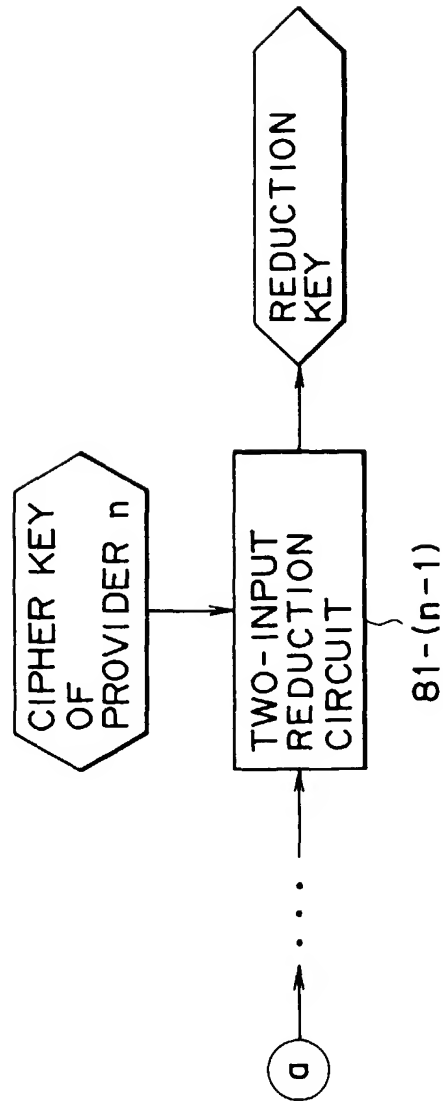 CIPHER KEY
OF
PROVIDER n
a
...
TWO-INPUT
REDUCTION
CIRCUIT
REDUCTION
KEY
81-(n-1)